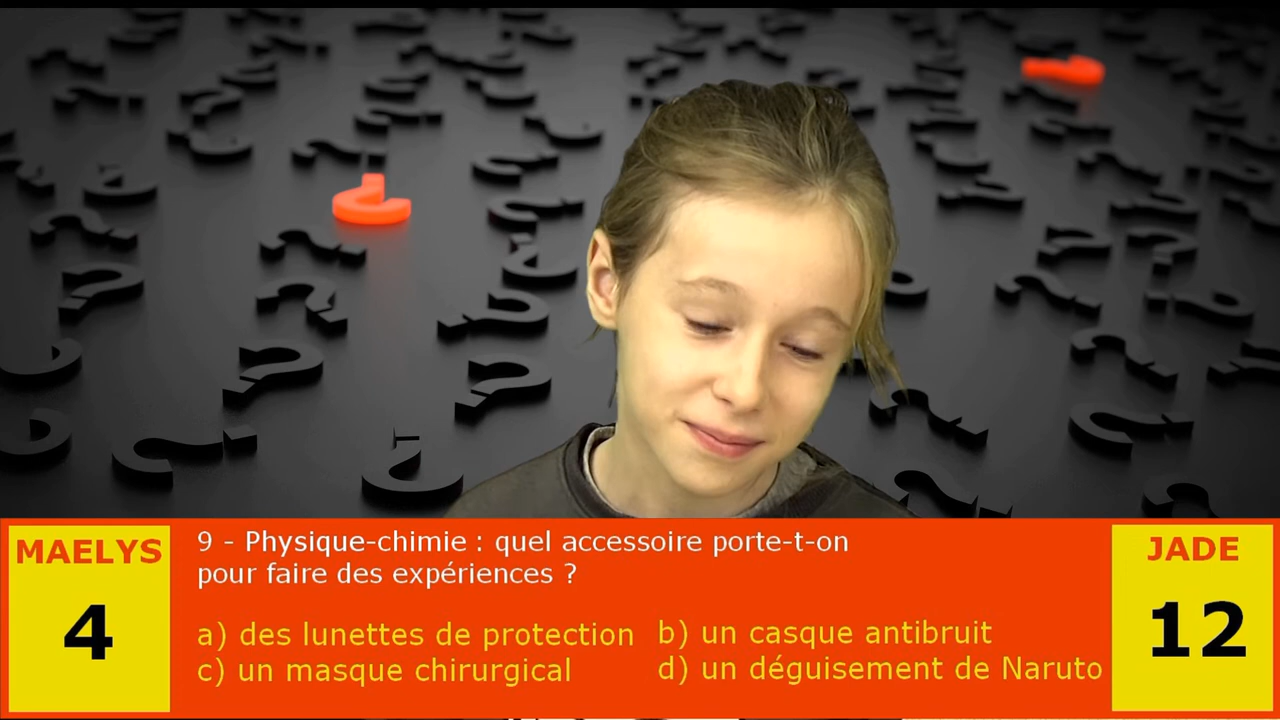 MAELYS
4
9 - Physique-chimie : quel accessoire porte-t-on
pour faire des expériences ?
a) des lunettes de protection
b) un casque antibruit
c) un masque chirurgical
d) un déguisement de Naruto
JADE
12